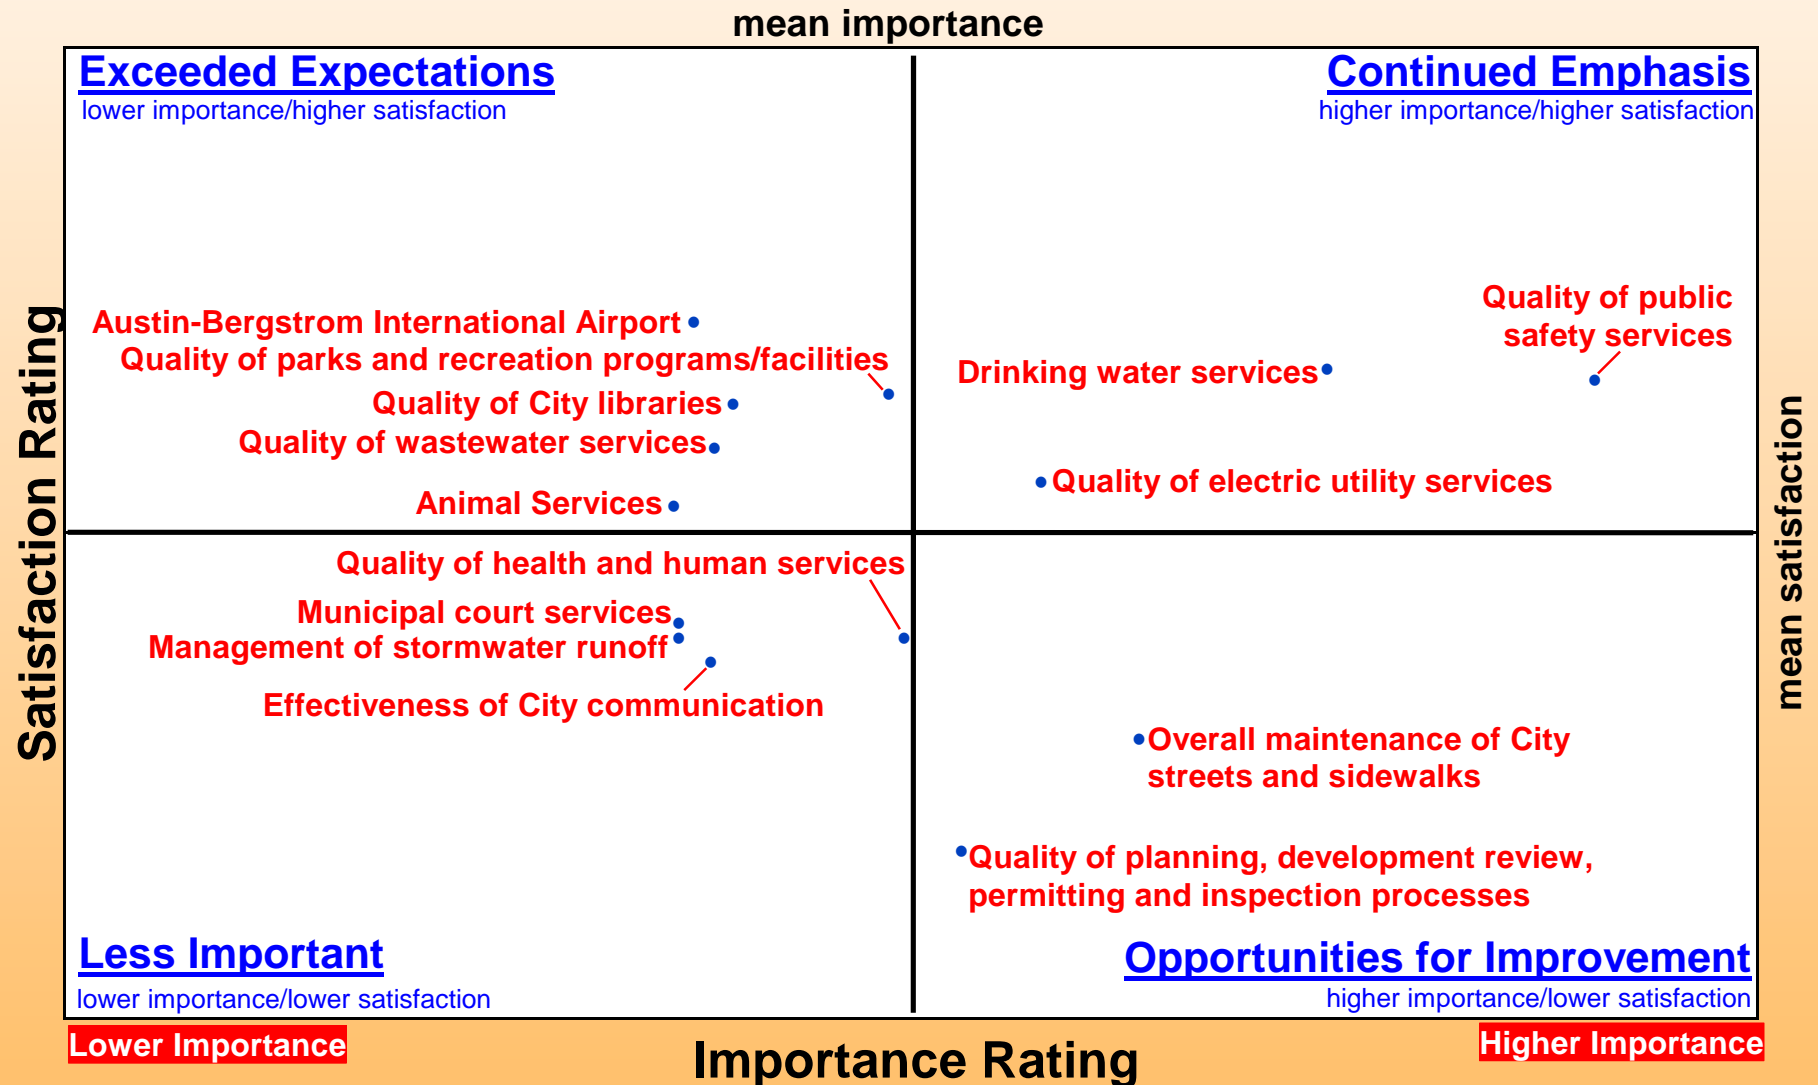 mean importance
Exceeded Expectations
lower importance/higher satisfaction
Continued Emphasis
higher importance/higher satisfaction
Satisfaction Rating
Austin-Bergstrom International Airport
Quality of parks and recreation programs/facilities
Quality of City libraries
Quality of wastewater services
Animal Services
Quality of public
safety services
Drinking water services
Quality of electric utility services
mean satisfaction
Quality of health and human services
Municipal court services
Management of stormwater runoff
Effectiveness of City communication
Overall maintenance of City
streets and sidewalks
Quality of planning, development review,
permitting and inspection processes
Less Important
lower importance/lower satisfaction
Opportunities for Improvement
higher importance/lower satisfaction
Lower Importance
Importance Rating
Higher Importance